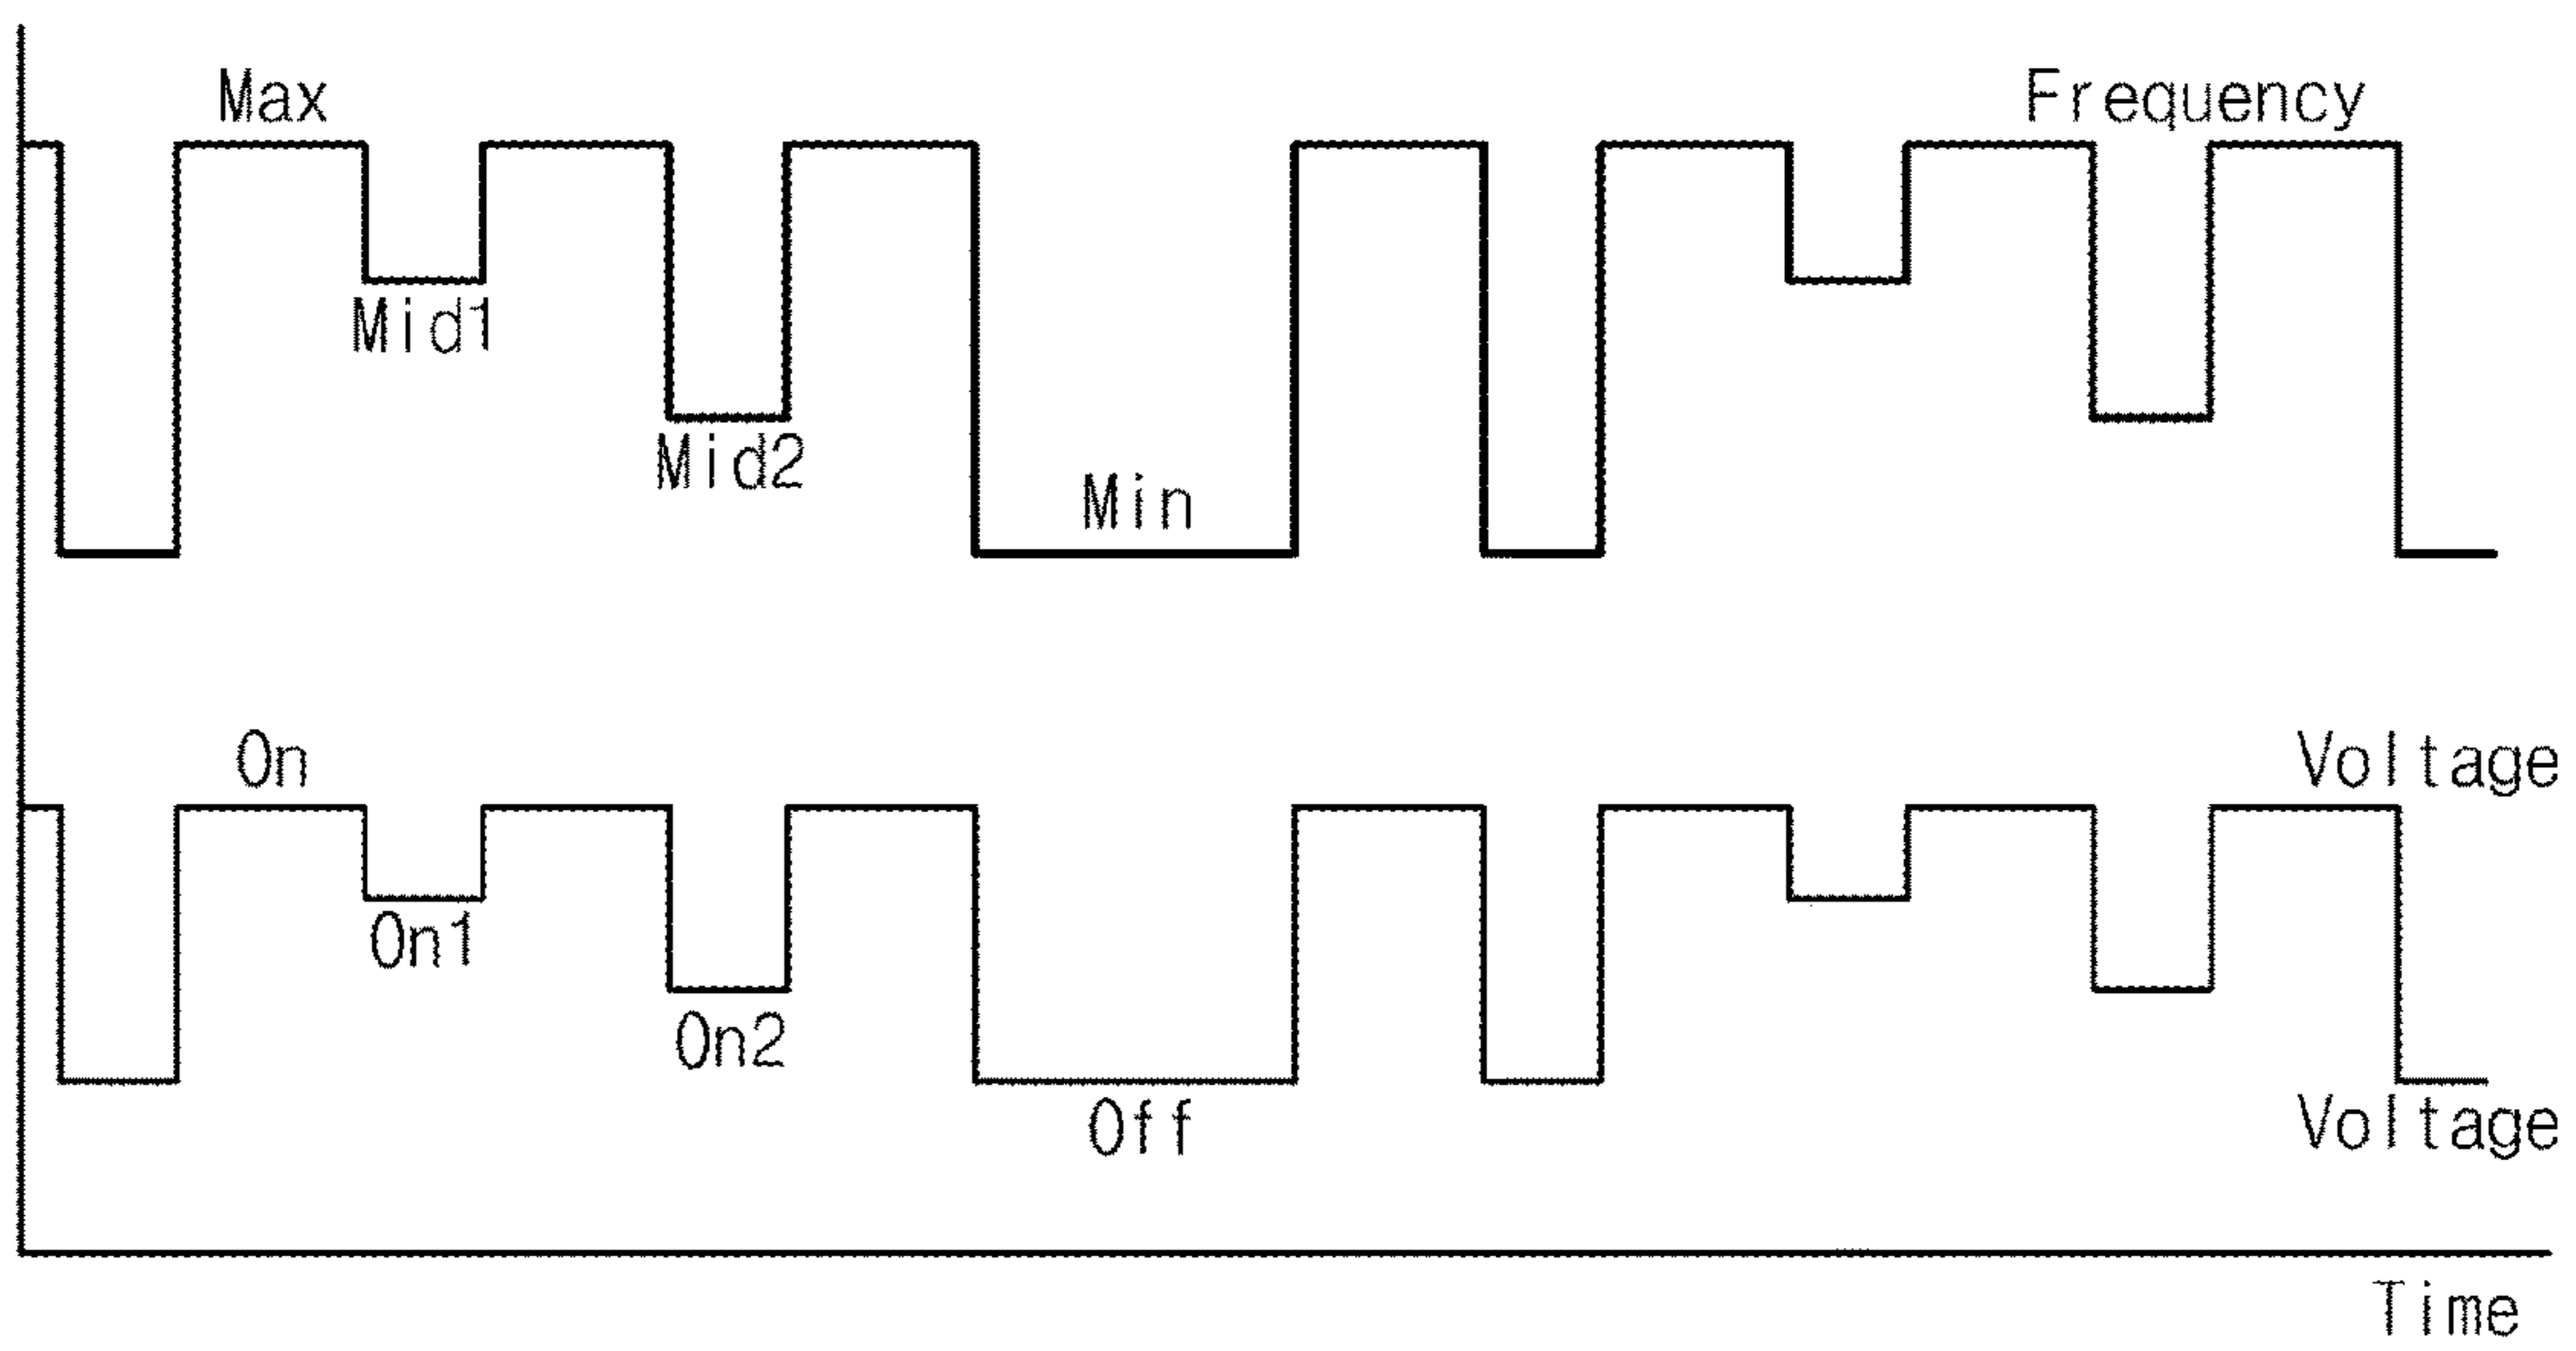 Max
Frequency
Mid1
Mid2
Min
On
Voltage
On1
On2
Off
Voltage
Time